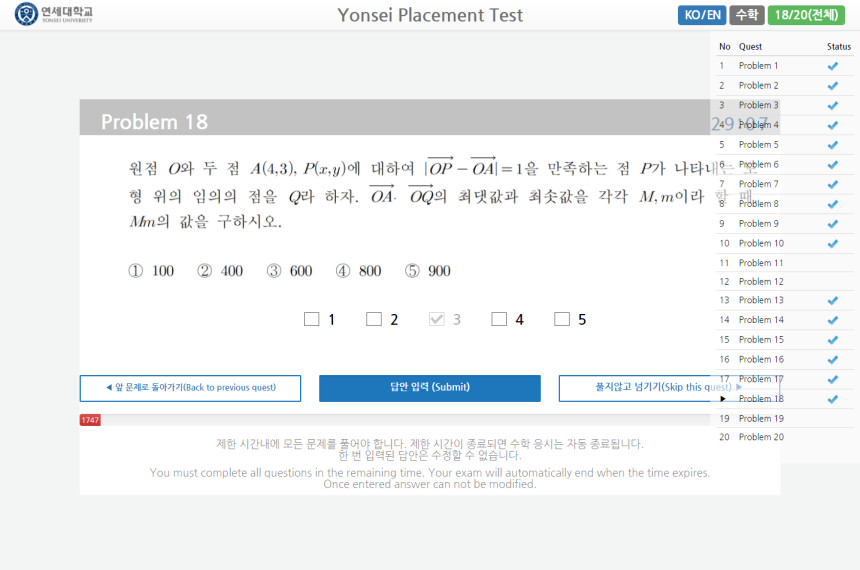 연세대학교
YONSEI UNIVERSITY
Yonsei Placement Test
KO/EN 수학 18/20(전체)
No Quest Status
1 Problem 1
2 Problem 2
3 Problem 3
4 Problem 4
5 Problem 5
6 Problem 6
7 Problem 7
8 Problem 8
9 Problem 9
10 Problem 10
11 Problem 11
12 Problem 12
13 Problem 13
14 Problem 14
15 Problem 15
16 Problem 16
17 Problem 17
▶ Problem 18
19 Problem 19
20 Problem 20
Problem 18
29:07
원점 O와 두 점 A(4,3), P(x,y)에 대하여 |OP − OA|=1을 만족하는 점 P가 나타내는 도
형 위의 임의의 점을 Q라 하자. OA· OQ의 최댓값과 최솟값을 각각 M, m이라 할 때
Mm의 값을 구하시오.
① 100 ② 400 ③ 600 ④ 800 ⑤ 900
1 2 3 4 5
◀ 앞 문제로 돌아가기(Back to previous quest) 답안 입력 (Submit) 풀지않고 넘기기(Skip this quest) ▶
1747
제한 시간내에 모든 문제를 풀어야 합니다. 제한 시간이 종료되면 수학 응시는 자동 종료됩니다.
한 번 입력된 답안은 수정할 수 없습니다.
You must complete all questions in the remaining time. Your exam will automatically end when the time expires.
Once entered answer can not be modified.